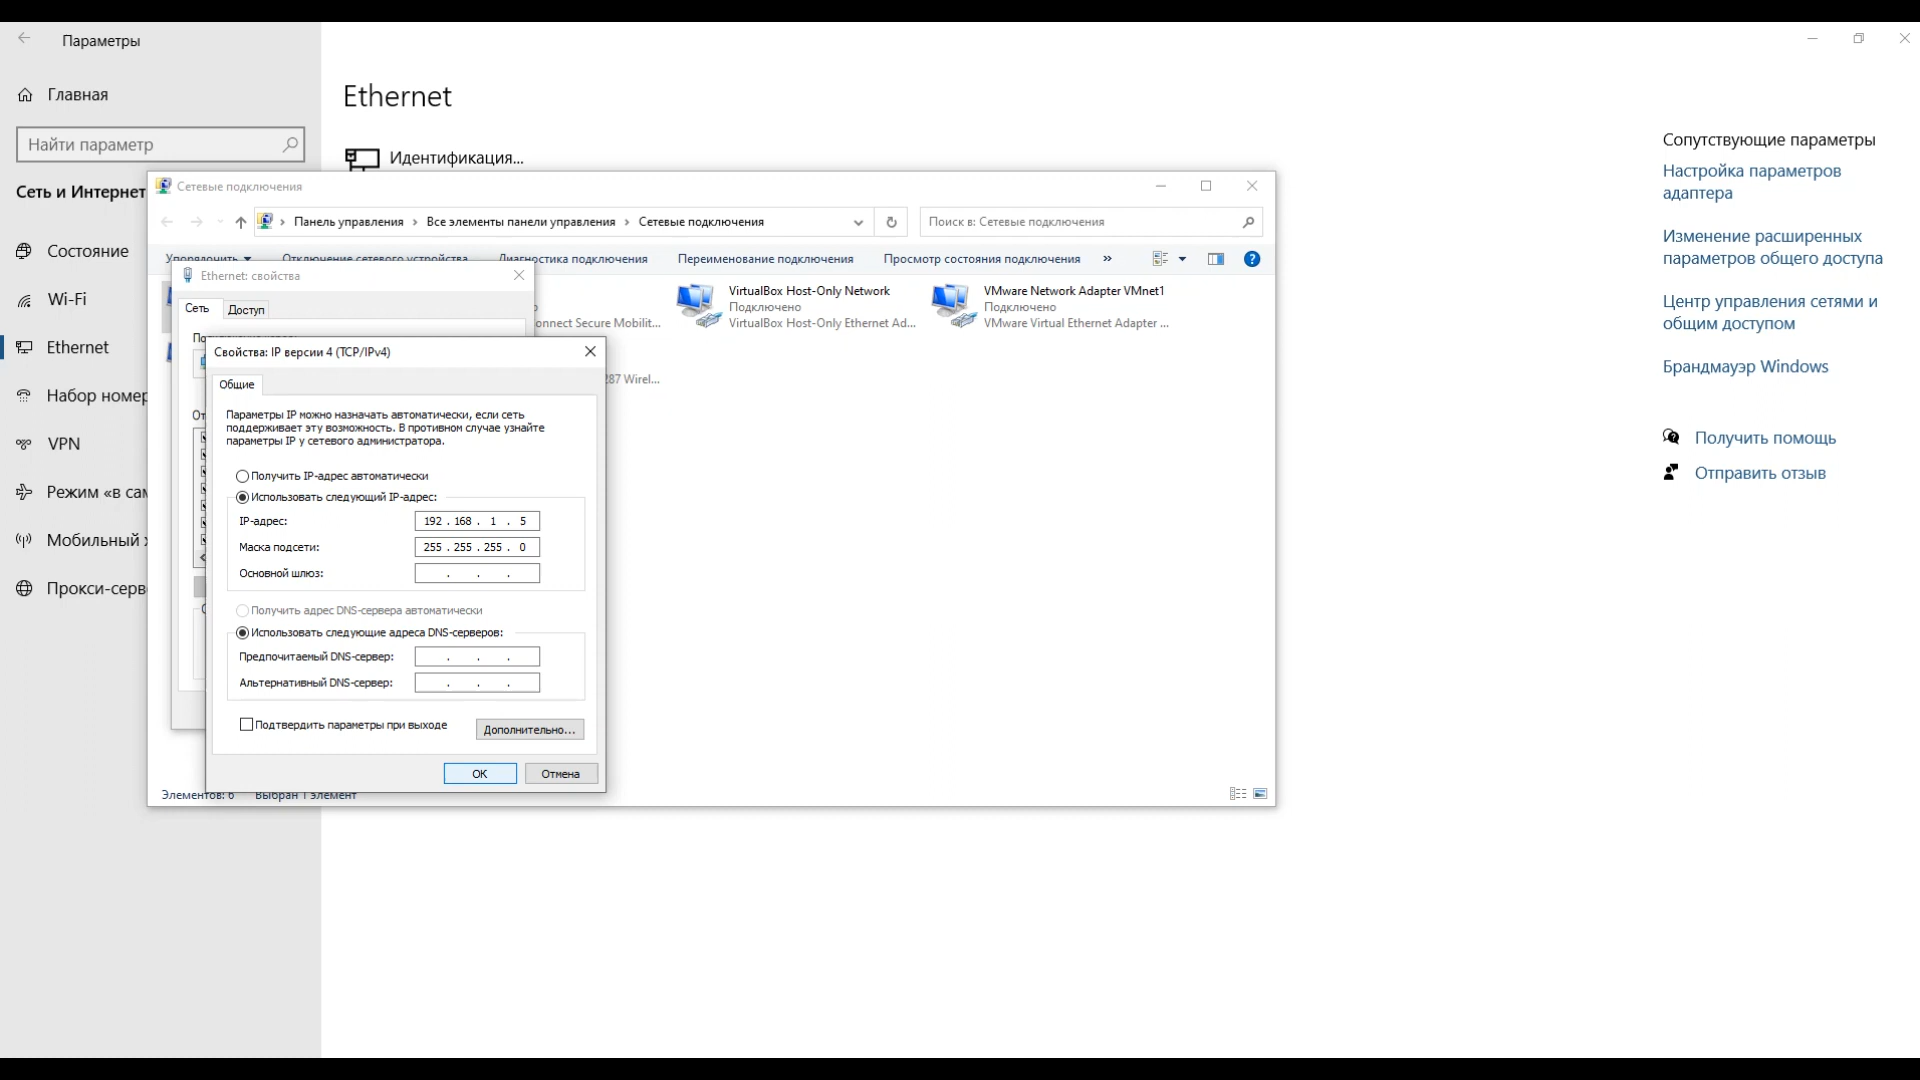 Параметры
Главная
Найти параметр
Сеть и Интернет
Состояние
Wi-Fi
Ethernet
Набор номер
VPN
Режим «в сам
Мобильный х
Прокси-серв
Ethernet
Идентификация...
Сопутствующие параметры
Настройка параметров
адаптера
Изменение расширенных
параметров общего доступа
Центр управления сетями и
общим доступом
Брандмауэр Windows
Получить помощь
Отправить отзыв
Сетевые подключения
Панель управления › Все элементы панели управления › Сетевые подключения
Поиск в: Сетевые подключения
Упорядочить Отключение сетевого устройства Диагностика подключения Переименование подключения Просмотр состояния подключения »
VirtualBox Host-Only Network
Подключено
VirtualBox Host-Only Ethernet Ad...
VMware Network Adapter VMnet1
Подключено
VMware Virtual Ethernet Adapter ...
onnect Secure Mobilit...
87 Wirel...
Элементов: 6 Выбран 1 элемент
Ethernet: свойства
Сеть
Доступ
Свойства: IP версии 4 (TCP/IPv4)
Общие
Параметры IP можно назначать автоматически, если сеть
поддерживает эту возможность. В противном случае узнайте
параметры IP у сетевого администратора.
Получить IP-адрес автоматически
Использовать следующий IP-адрес:
IP-адрес: 192 . 168 . 1 . 5
Маска подсети: 255 . 255 . 255 . 0
Основной шлюз: . . .
Получить адрес DNS-сервера автоматически
Использовать следующие адреса DNS-серверов:
Предпочитаемый DNS-сервер: . . .
Альтернативный DNS-сервер: . . .
Подтвердить параметры при выходе
Дополнительно...
ОК
Отмена